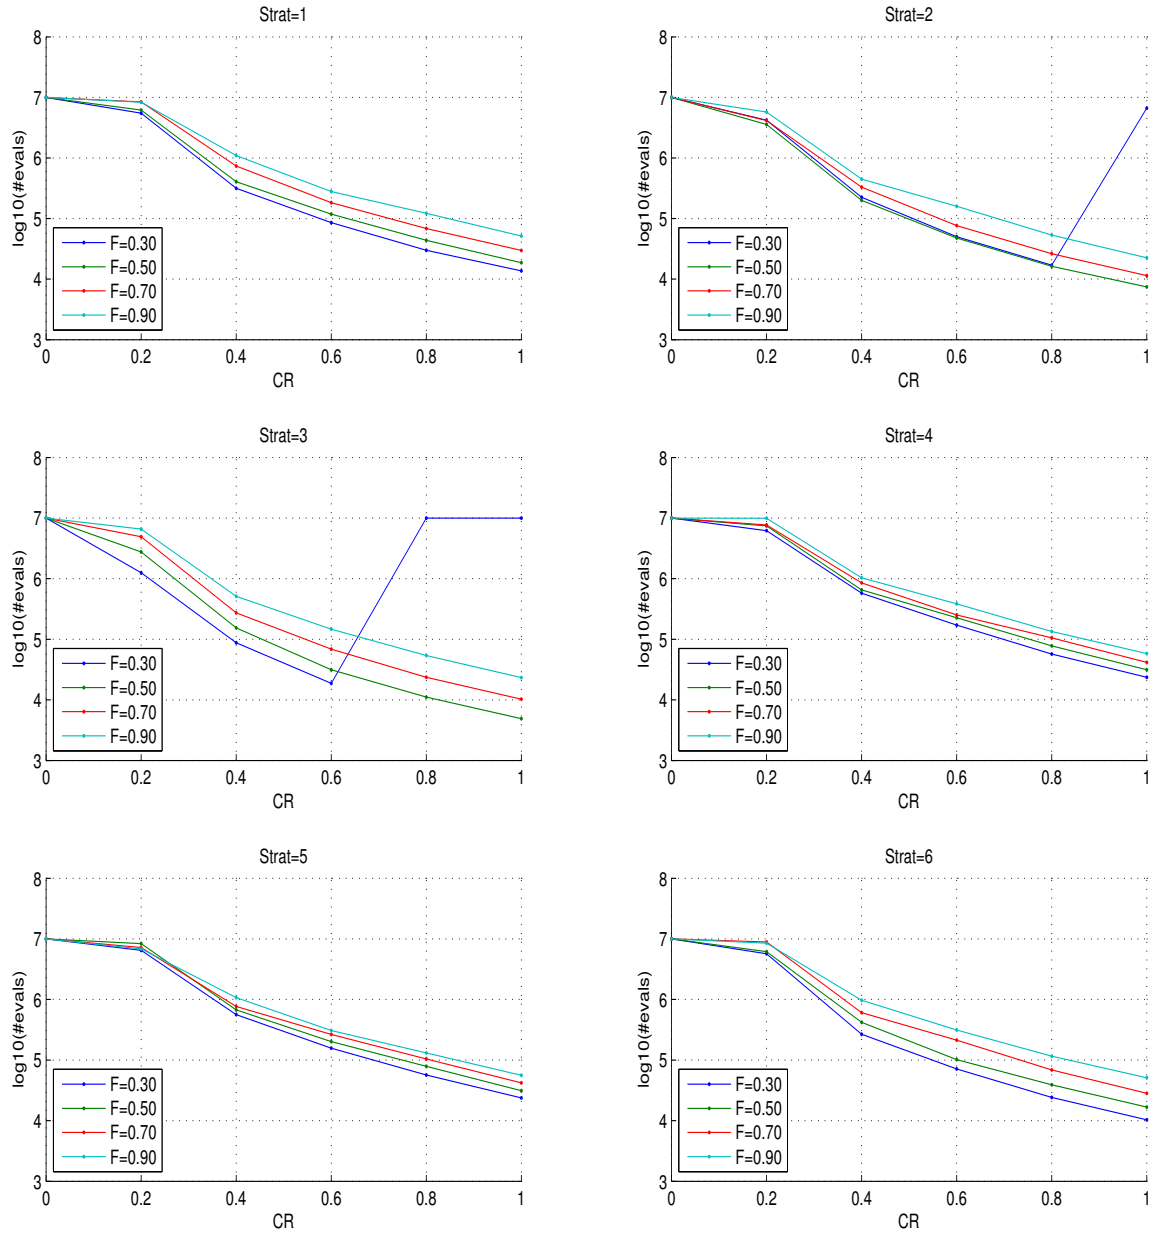 Strat=1
8
7
6
5
4
3
log10(#evals)
F=0.30
F=0.50
F=0.70
F=0.90
0 0.2 0.4 0.6 0.8 1
CR
Strat=2
8
7
6
5
4
3
log10(#evals)
F=0.30
F=0.50
F=0.70
F=0.90
0 0.2 0.4 0.6 0.8 1
CR
Strat=3
8
7
6
5
4
3
log10(#evals)
F=0.30
F=0.50
F=0.70
F=0.90
0 0.2 0.4 0.6 0.8 1
CR
Strat=4
8
7
6
5
4
3
log10(#evals)
F=0.30
F=0.50
F=0.70
F=0.90
0 0.2 0.4 0.6 0.8 1
CR
Strat=5
8
7
6
5
4
3
log10(#evals)
F=0.30
F=0.50
F=0.70
F=0.90
0 0.2 0.4 0.6 0.8 1
CR
Strat=6
8
7
6
5
4
3
log10(#evals)
F=0.30
F=0.50
F=0.70
F=0.90
0 0.2 0.4 0.6 0.8 1
CR